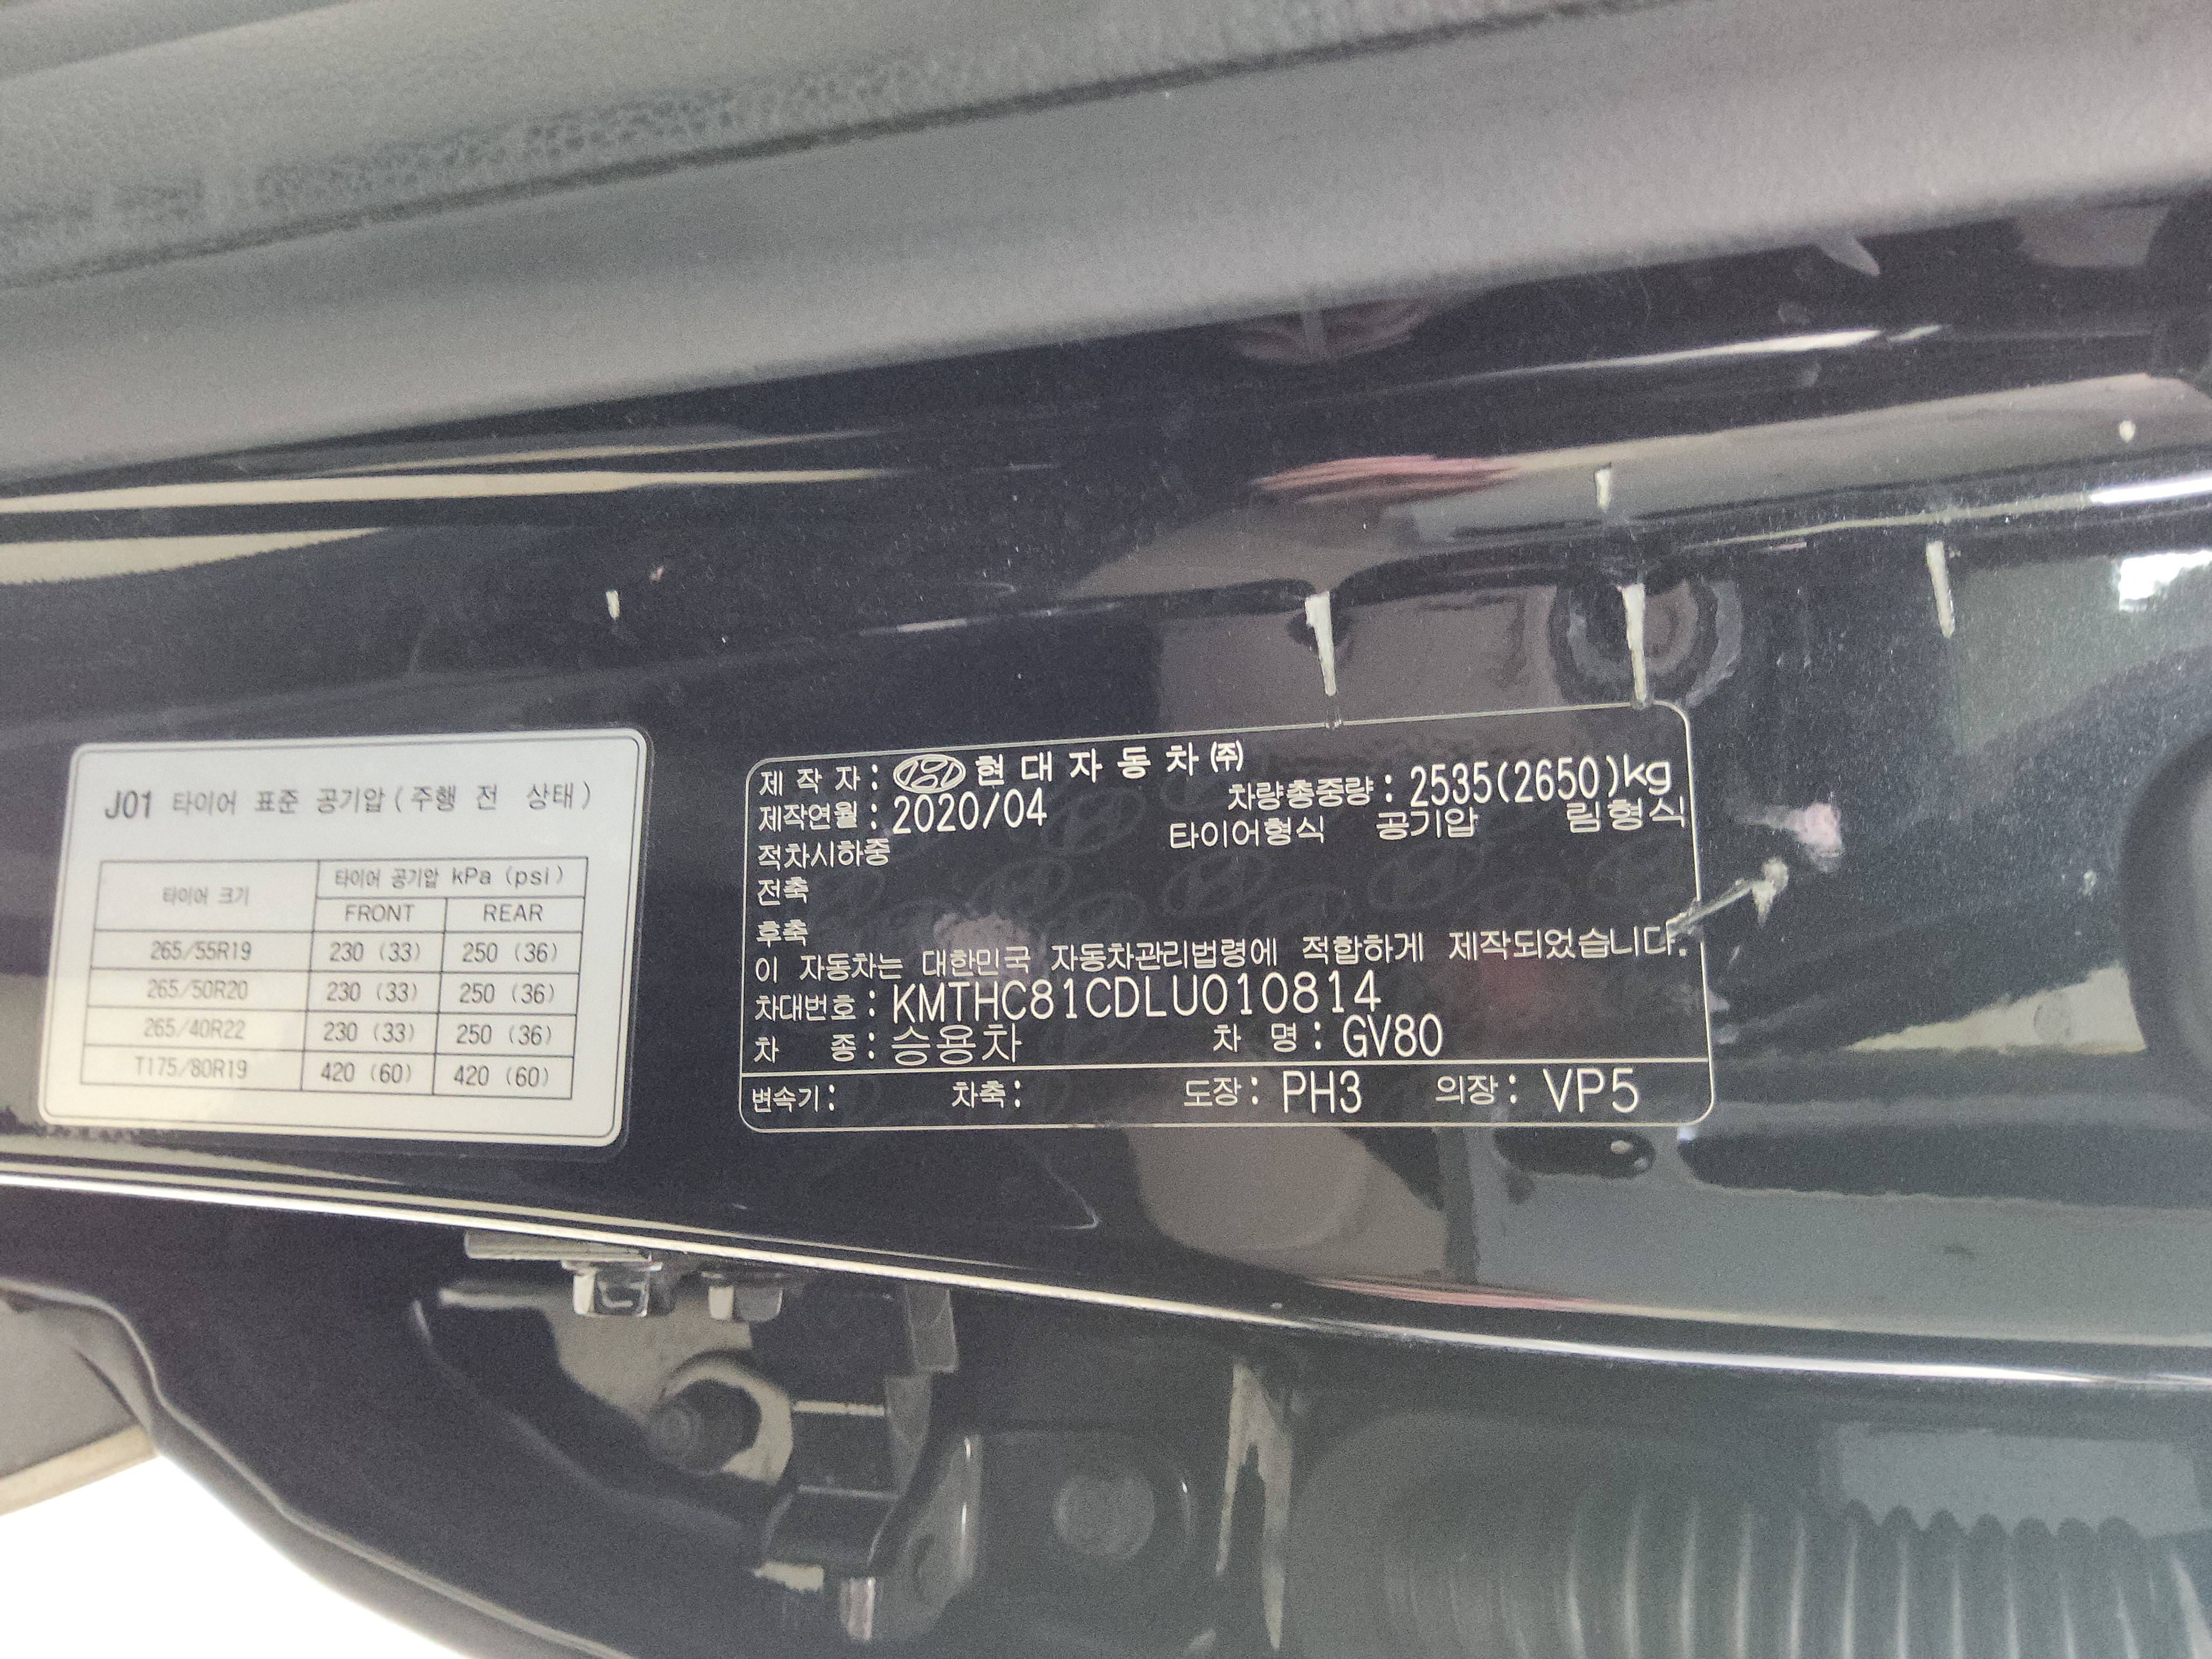 J01 타이어 표준 공기압(주행 전 상태)
타이어 크기 타이어 공기압 kPa (psi)
FRONT REAR
265/55R19 230 (33) 250 (36)
265/50R20 230 (33) 250 (36)
265/40R22 230 (33) 250 (36)
T175/80R19 420 (60) 420 (60)
제 작 자 : 현 대 자 동 차 ㈜
제작연월 : 2020/04 차량총중량 : 2535(2650)kg
타이어형식 공기압 림형식
적차시하중
전축
후축
이 자동차는 대한민국 자동차관리법령에 적합하게 제작되었습니다.
차대번호 : KMTHC81CDLU010814
차 종 : 승용차 차 명 : GV80
변속기 : 차축 : 도장 : PH3 의장 : VP5